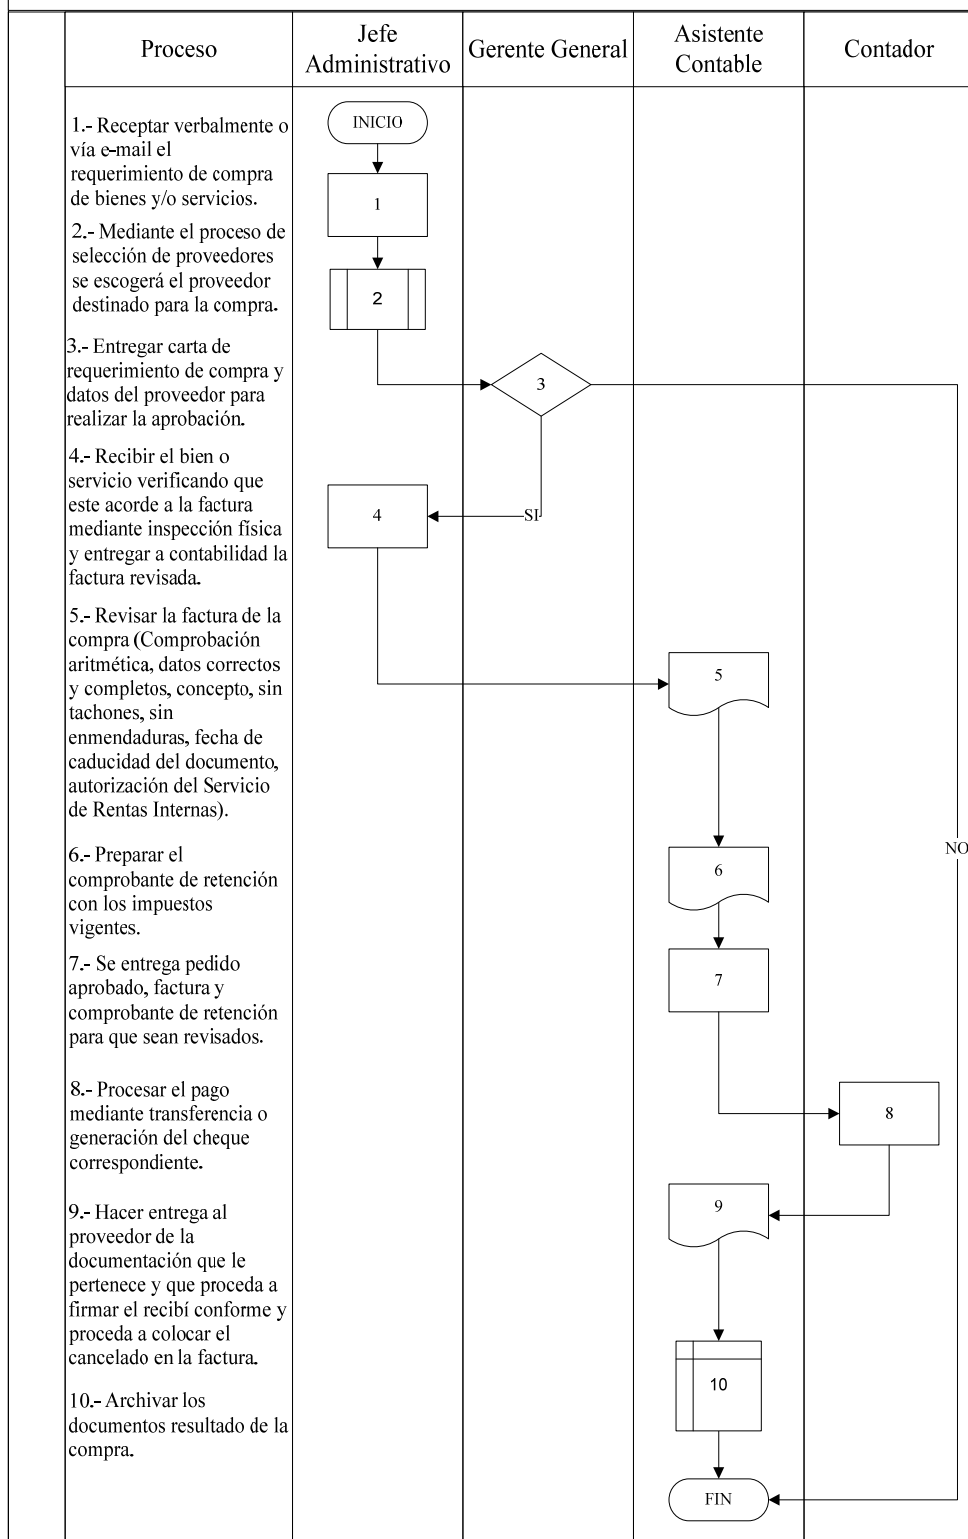 Proceso
Jefe
Administrativo
Gerente General
Asistente
Contable
Contador
1.- Receptar verbalmente o
vía e-mail el
requerimiento de compra
de bienes y/o servicios.
2.- Mediante el proceso de
selección de proveedores
se escogerá el proveedor
destinado para la compra.
3.- Entregar carta de
requerimiento de compra y
datos del proveedor para
realizar la aprobación.
4.- Recibir el bien o
servicio verificando que
este acorde a la factura
mediante inspección física
y entregar a contabilidad la
factura revisada.
5.- Revisar la factura de la
compra (Comprobación
aritmética, datos correctos
y completos, concepto, sin
tachones, sin
enmendaduras, fecha de
caducidad del documento,
autorización del Servicio
de Rentas Internas).
6.- Preparar el
comprobante de retención
con los impuestos
vigentes.
7.- Se entrega pedido
aprobado, factura y
comprobante de retención
para que sean revisados.
8.- Procesar el pago
mediante transferencia o
generación del cheque
correspondiente.
9.- Hacer entrega al
proveedor de la
documentación que le
pertenece y que proceda a
firmar el recibí conforme y
proceda a colocar el
cancelado en la factura.
10.- Archivar los
documentos resultado de la
compra.
INICIO
1
2
3
SI
4
5
NO
6
7
8
9
10
FIN